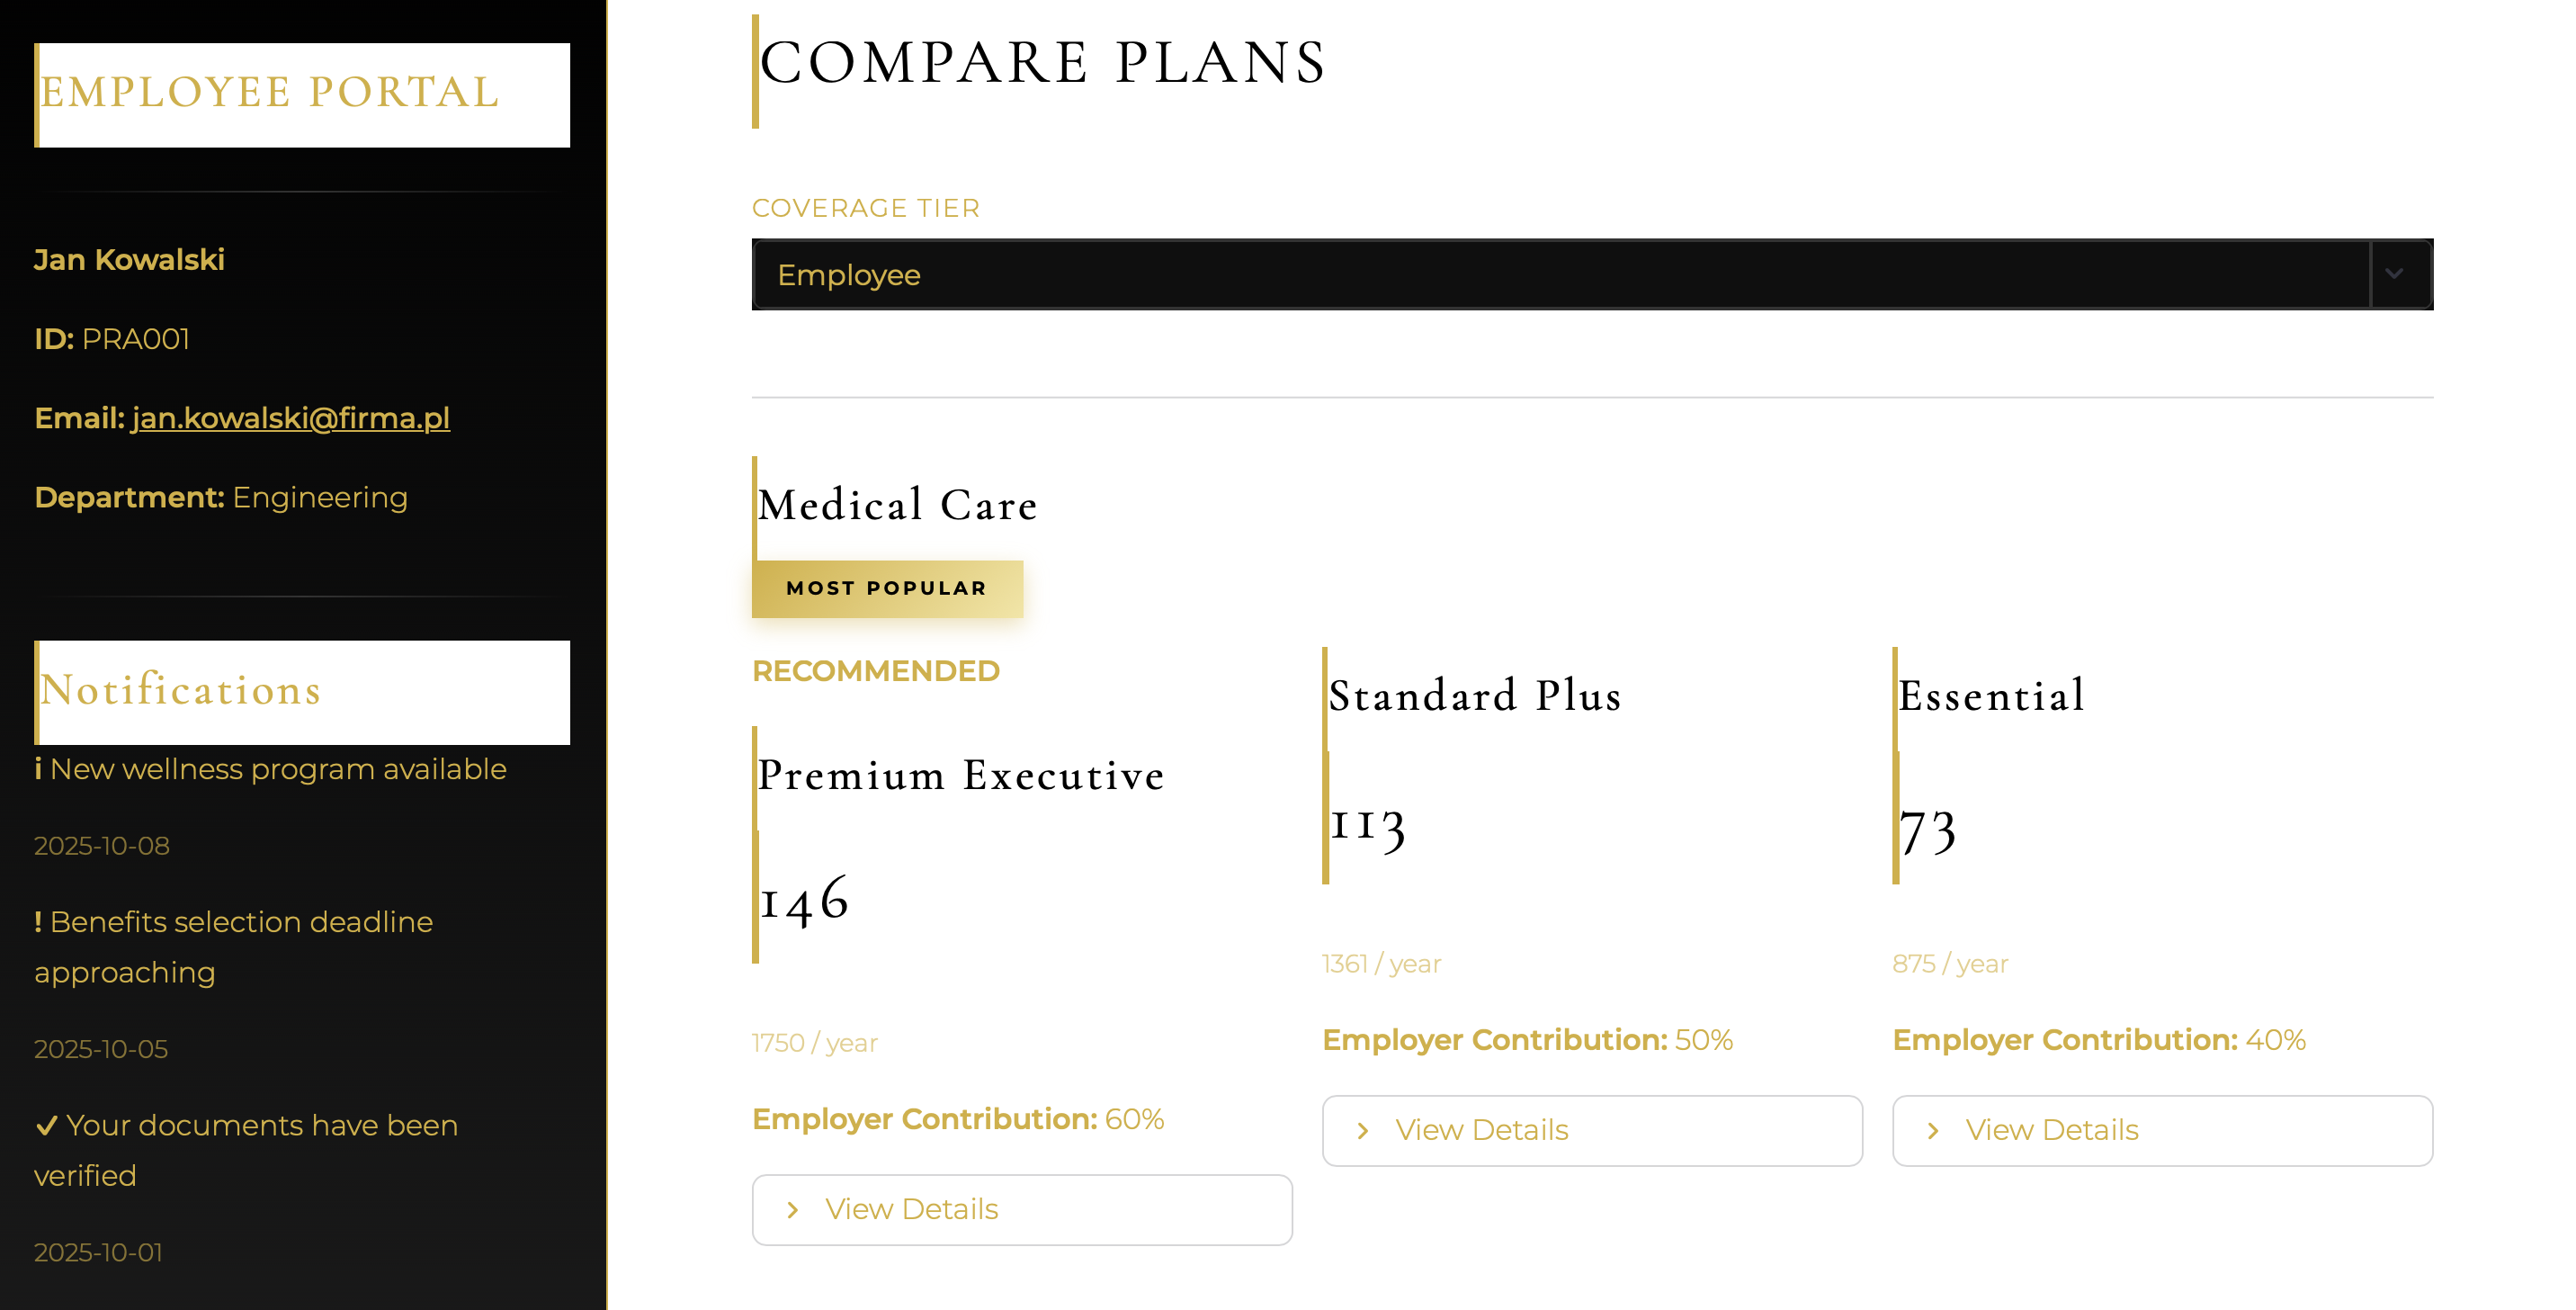 EMPLOYEE PORTAL
Jan Kowalski
ID: PRA001
Email: jan.kowalski@firma.pl
Department: Engineering
Notifications
i New wellness program available
2025-10-08
! Benefits selection deadline
approaching
2025-10-05
✔ Your documents have been
verified
2025-10-01
COMPARE PLANS
COVERAGE TIER
Employee
Medical Care
MOST POPULAR
RECOMMENDED
Premium Executive
146
1750 / year
Employer Contribution: 60%
View Details
Standard Plus
113
1361 / year
Employer Contribution: 50%
View Details
Essential
73
875 / year
Employer Contribution: 40%
View Details